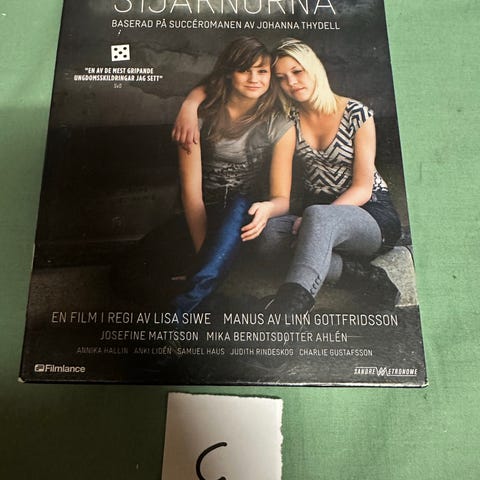 STJÄRNORNA
BASERAD PÅ SUCCÉROMANEN AV JOHANNA THYDELL
"EN AV DE MEST GRIPANDE
UNGDOMSSKILDRINGAR JAG SETT"
SvD
EN FILM I REGI AV LISA SIWE MANUS AV LINN GOTTFRIDSSON
JOSEFINE MATTSSON MIKA BERNDTSDOTTER AHLÉN
ANNIKA HALLIN ANKI LIDÉN SAMUEL HAUS JUDITH RINDESKOG CHARLIE GUSTAFSSON
Filmlance
SANDREW METRONOME